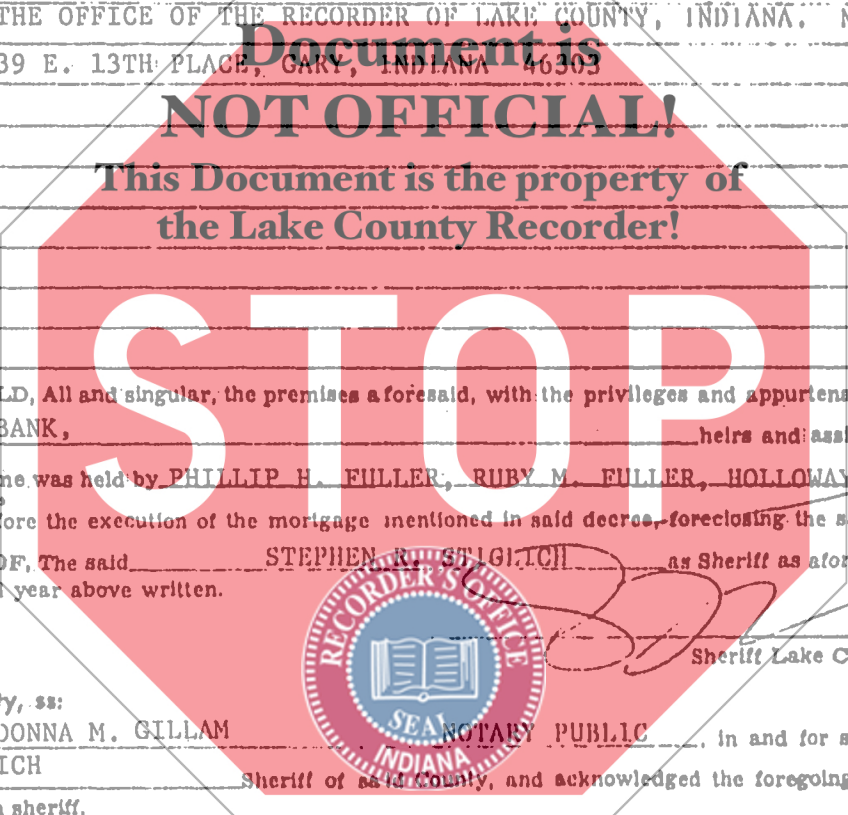 THE OFFICE OF THE RECORDER OF LAKE COUNTY, INDIANA.
Document is
39 E. 13TH PLACE, GARY, INDIANA 46303
NOT OFFICIAL!
This Document is the property of
the Lake County Recorder!
STOP
LD, All and singular, the premises aforesaid, with the privileges and appurtena
BANK, heirs and assi
me was held by PHILLIP H. FULLER, RUBY M. FULLER, HOLLOWAY
ore the execution of the mortgage mentioned in said decree, foreclosing the s
OF, The said STEPHEN R. STIGLICH as Sheriff as afor
year above written.
RECORDER'S OFFICE
SEAL
INDIANA
Sheriff Lake C
ty, ss:
DONNA M. GILLAM NOTARY PUBLIC, in and for s
ICH Sheriff of said County, and acknowledged the foregoing
sheriff.